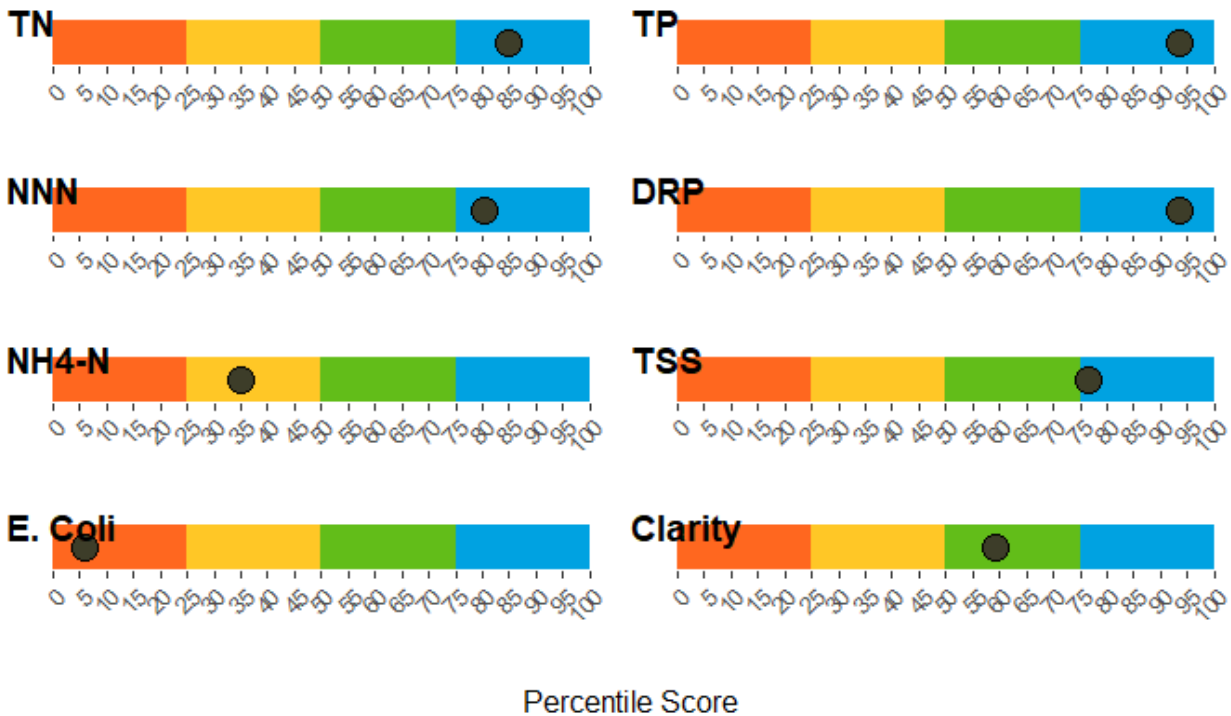 TN
0 5 10 15 20 25 30 35 40 45 50 55 60 65 70 75 80 85 90 95 100
TP
0 5 10 15 20 25 30 35 40 45 50 55 60 65 70 75 80 85 90 95 100
NNN
0 5 10 15 20 25 30 35 40 45 50 55 60 65 70 75 80 85 90 95 100
DRP
0 5 10 15 20 25 30 35 40 45 50 55 60 65 70 75 80 85 90 95 100
NH4-N
0 5 10 15 20 25 30 35 40 45 50 55 60 65 70 75 80 85 90 95 100
TSS
0 5 10 15 20 25 30 35 40 45 50 55 60 65 70 75 80 85 90 95 100
E. Coli
0 5 10 15 20 25 30 35 40 45 50 55 60 65 70 75 80 85 90 95 100
Clarity
0 5 10 15 20 25 30 35 40 45 50 55 60 65 70 75 80 85 90 95 100
Percentile Score